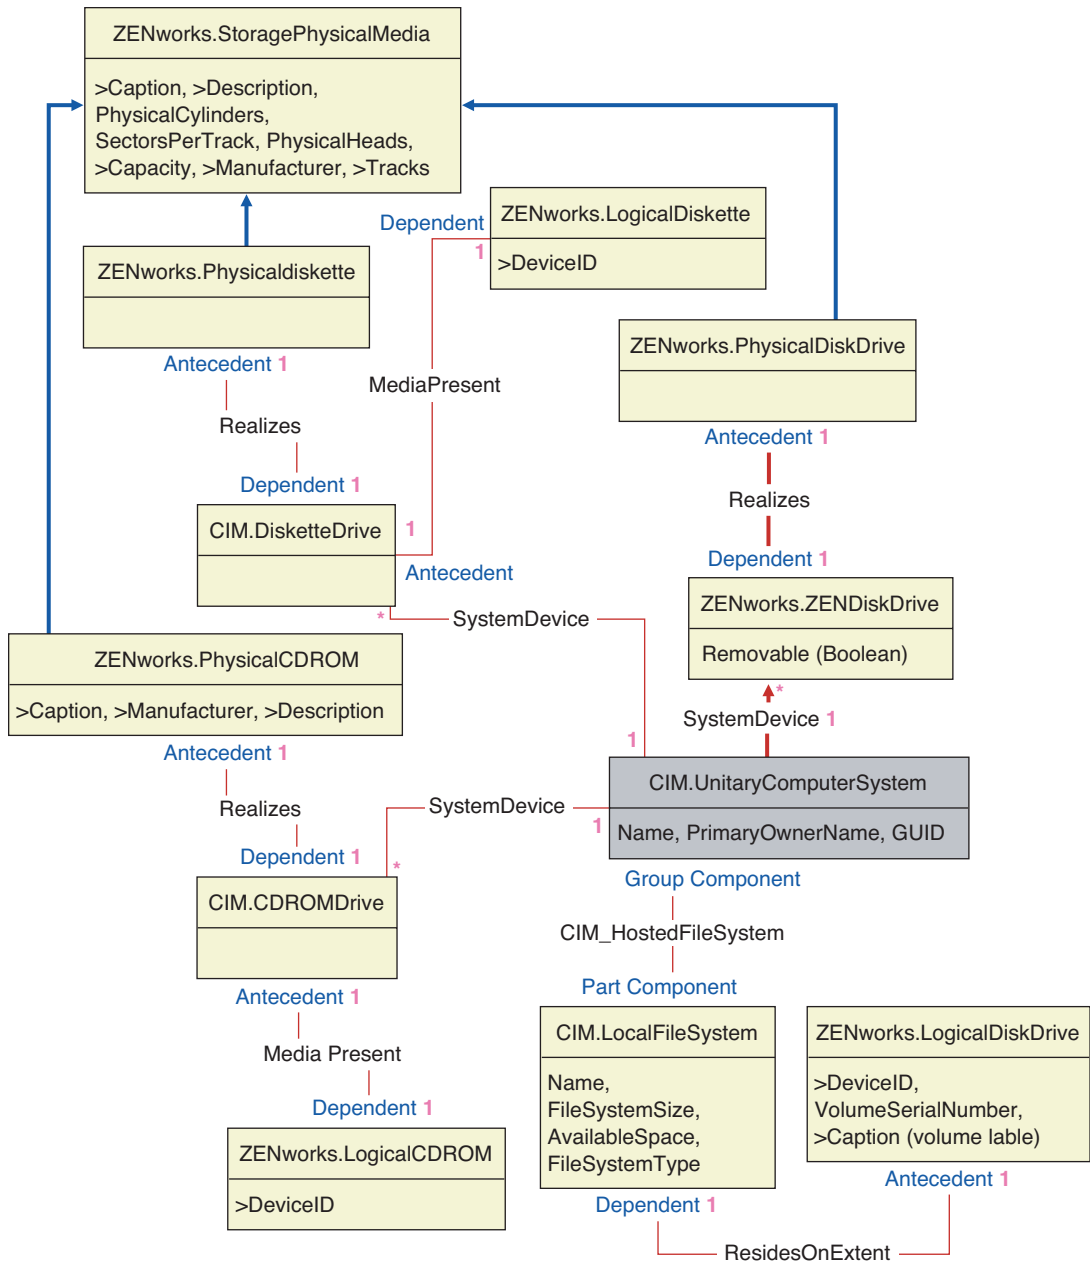 ZENworks.StoragePhysicalMedia
>Caption, >Description,
PhysicalCylinders,
SectorsPerTrack, PhysicalHeads,
>Capacity, >Manufacturer, >Tracks
ZENworks.LogicalDiskette
>DeviceID
Dependent
1
ZENworks.Physicaldiskette
Antecedent 1
MediaPresent
Realizes
Dependent 1
ZENworks.PhysicalDiskDrive
Antecedent 1
Realizes
Dependent 1
CIM.DisketteDrive
1
Antecedent
*
SystemDevice
ZENworks.ZENDiskDrive
Removable (Boolean)
*
SystemDevice 1
1
ZENworks.PhysicalCDROM
>Caption, >Manufacturer, >Description
Antecedent 1
Realizes
Dependent 1
SystemDevice
1
*
CIM.UnitaryComputerSystem
Name, PrimaryOwnerName, GUID
Group Component
CIM_HostedFileSystem
Part Component
CIM.CDROMDrive
Antecedent 1
Media Present
Dependent 1
ZENworks.LogicalCDROM
>DeviceID
CIM.LocalFileSystem
Name,
FileSystemSize,
AvailableSpace,
FileSystemType
Dependent 1
ZENworks.LogicalDiskDrive
>DeviceID,
VolumeSerialNumber,
>Caption (volume lable)
Antecedent 1
ResidesOnExtent